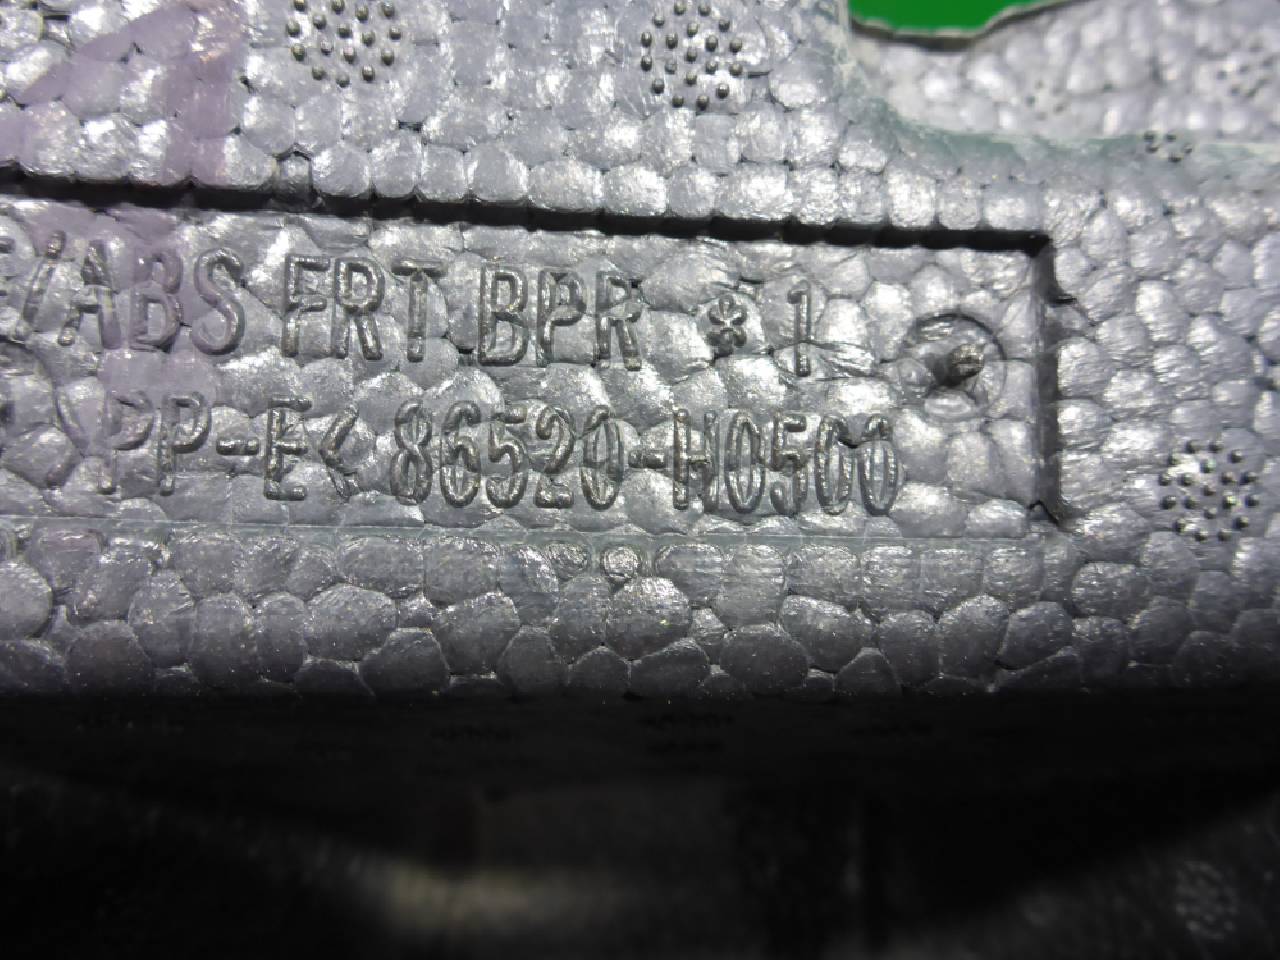 /ABS FRT BPR * 1
PP-E< 86520-H0500